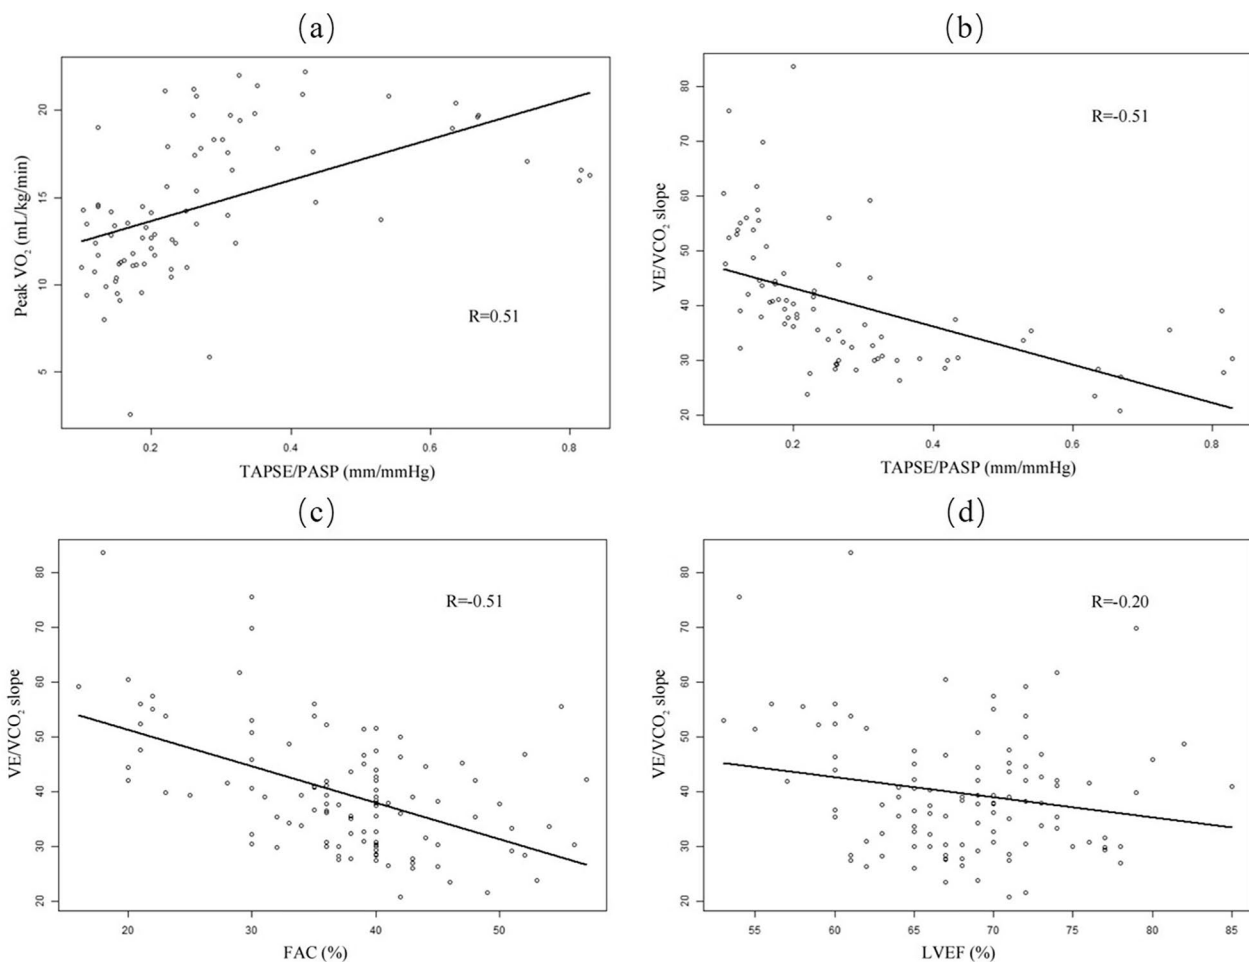 (a)
Peak VO₂ (mL/kg/min)
20
15
10
5
R=0.51
0.2 0.4 0.6 0.8
TAPSE/PASP (mm/mmHg)
(b)
VE/VCO₂ slope
80
70
60
50
40
30
20
R=-0.51
0.2 0.4 0.6 0.8
TAPSE/PASP (mm/mmHg)
(c)
VE/VCO₂ slope
80
70
60
50
40
30
20
R=-0.51
20 30 40 50
FAC (%)
(d)
VE/VCO₂ slope
80
70
60
50
40
30
20
R=-0.20
55 60 65 70 75 80 85
LVEF (%)